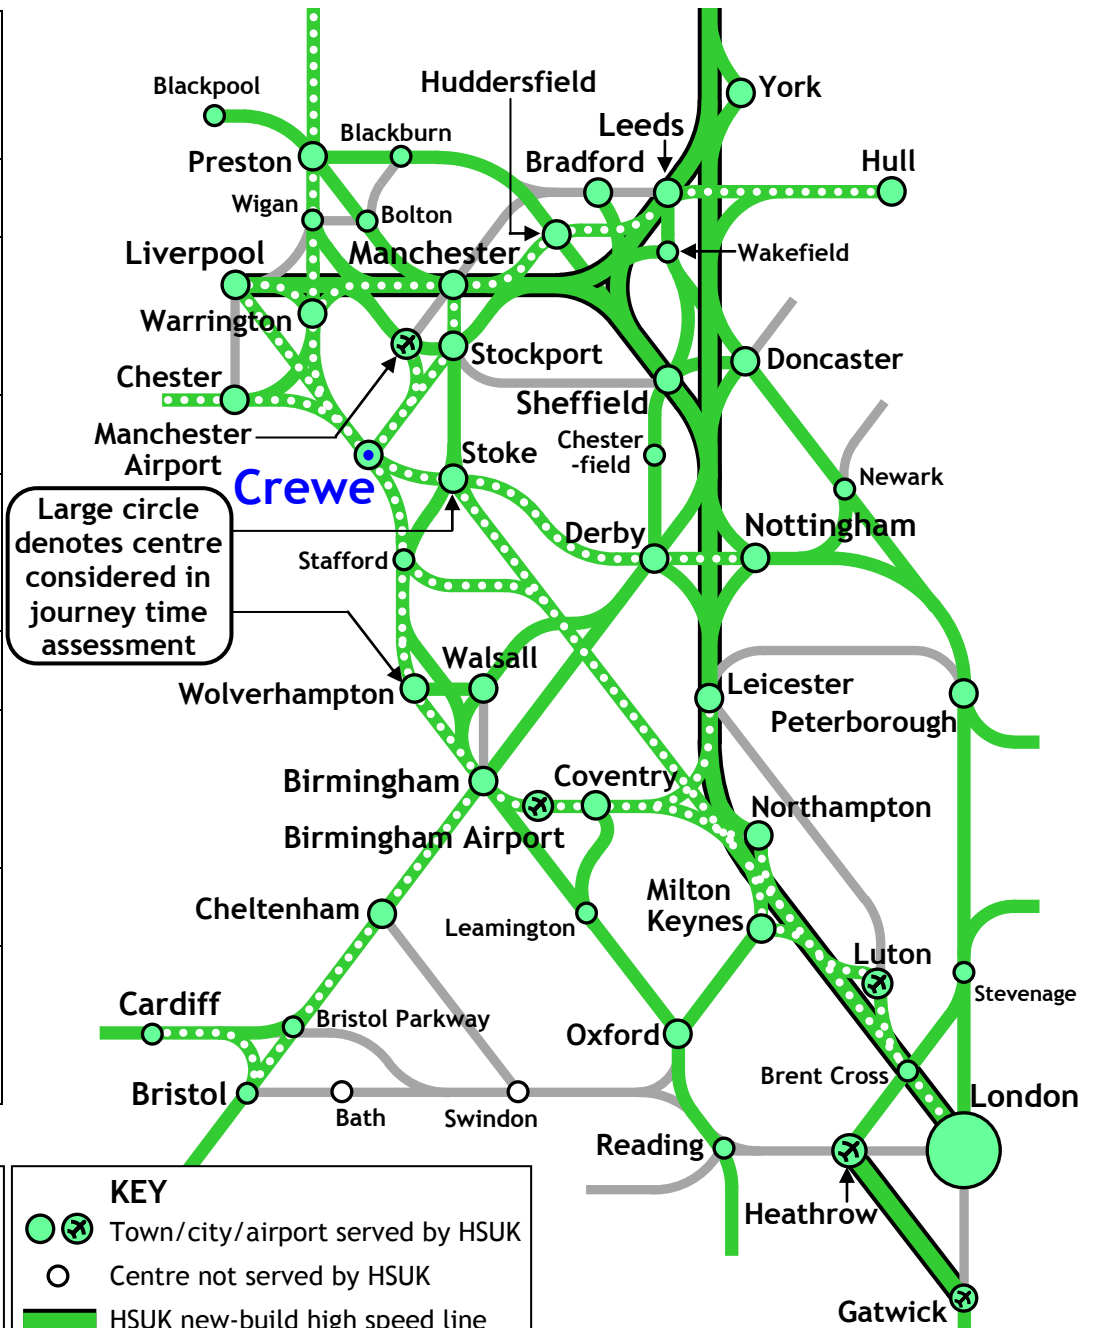 Blackpool
Huddersfield
York
Blackburn
Leeds
Preston
Bradford
Hull
Wigan
Bolton
Liverpool
Manchester
Wakefield
Warrington
Stockport
Doncaster
Chester
Sheffield
Manchester
Airport
Chester
-field
Stoke
Crewe
Newark
Large circle
denotes centre
considered in
journey time
assessment
Derby
Nottingham
Stafford
Walsall
Wolverhampton
Leicester
Peterborough
Birmingham
Coventry
Northampton
Birmingham Airport
Milton
Keynes
Cheltenham
Leamington
Luton
Stevenage
Cardiff
Bristol Parkway
Oxford
Brent Cross
London
Bristol
Bath
Swindon
Reading
Heathrow
Gatwick
KEY
Town/city/airport served by HSUK
Centre not served by HSUK
HSUK new-build high speed line